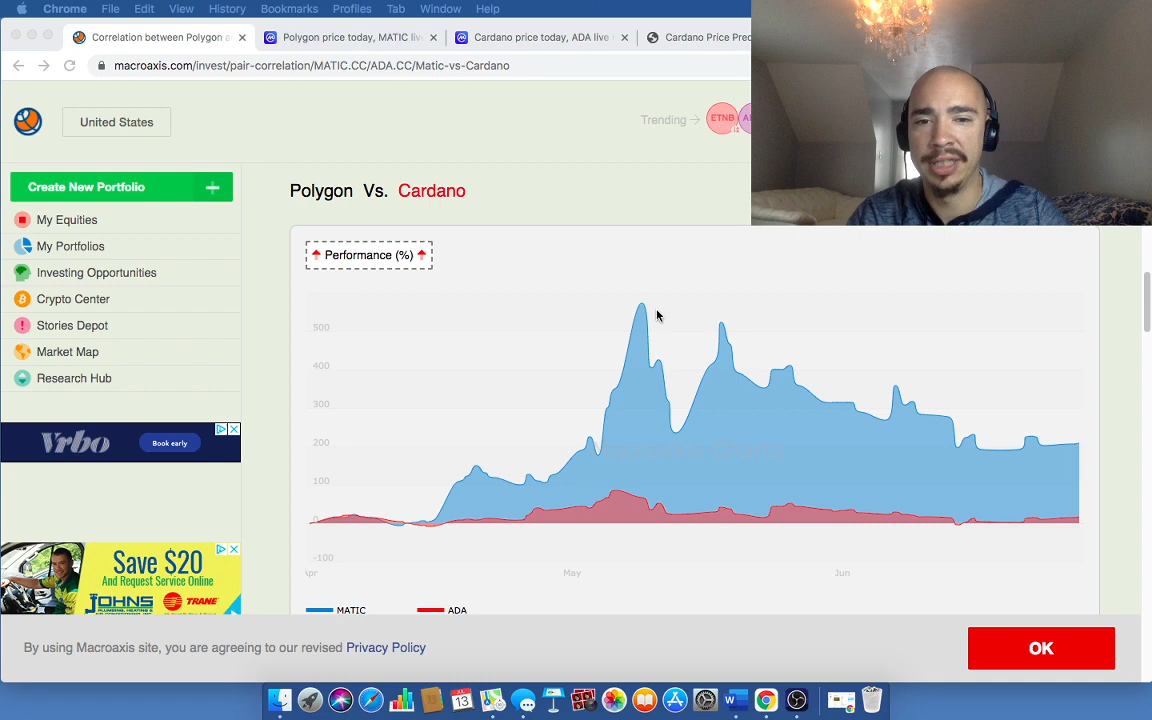 Chrome File Edit View History Bookmarks Profiles Tab Window Help
Correlation between Polygon a
Polygon price today, MATIC liv
Cardano price today, ADA live
Cardano Price Pred
macroaxis.com/invest/pair-correlation/MATIC.CC/ADA.CC/Matic-vs-Cardano
United States
Trending
ETNB
Create New Portfolio +
My Equities
My Portfolios
Investing Opportunities
Crypto Center
Stories Depot
Market Map
Research Hub
Vrbo Book early
Save $20
And Request Service Online
JOHNS TRANE
Polygon Vs. Cardano
Performance (%)
500
400
300
200
100
0
-100
Apr May Jun
MATIC ADA
By using Macroaxis site, you are agreeing to our revised Privacy Policy
OK
13